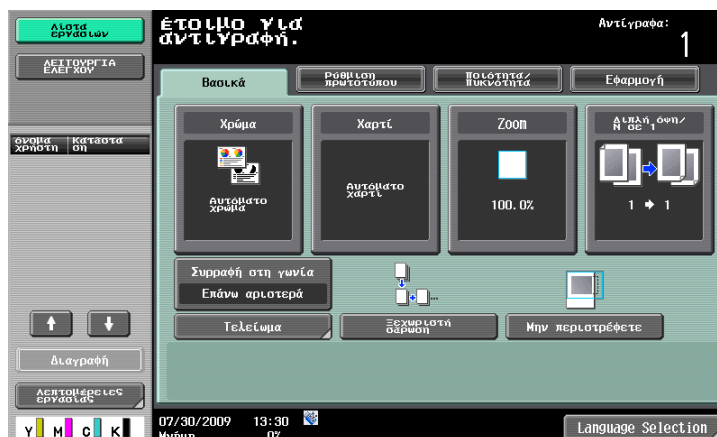 Λίστα
εργασιών
έτοιμο για
αντιγραφή.
Αντίγραφα:
1
ΛΕΙΤΟΥΡΓΙΑ
ΕΛΕΓΧΟΥ
Βασικά
Ρύθμιση
πρωτοτύπου
Ποιότητα/
πυκνότητα
Εφαρμογή
όνομα
χρήστη
Κατάστα
ση
Χρώμα
Χαρτί
Zoom
Διπλή όψη/
N σε 1
Αυτόματο
χρώμα
Αυτόματο
χαρτί
100.0%
1 → 1
Συρραφή στη γωνία
Επάνω αριστερά
Τελείωμα
Ξεχωριστή
σάρωση
Μην περιστρέφετε
Διαγραφή
Λεπτομέρειες
εργασίας
Y M C K
07/30/2009 13:30
Μνήμη 0%
Language Selection